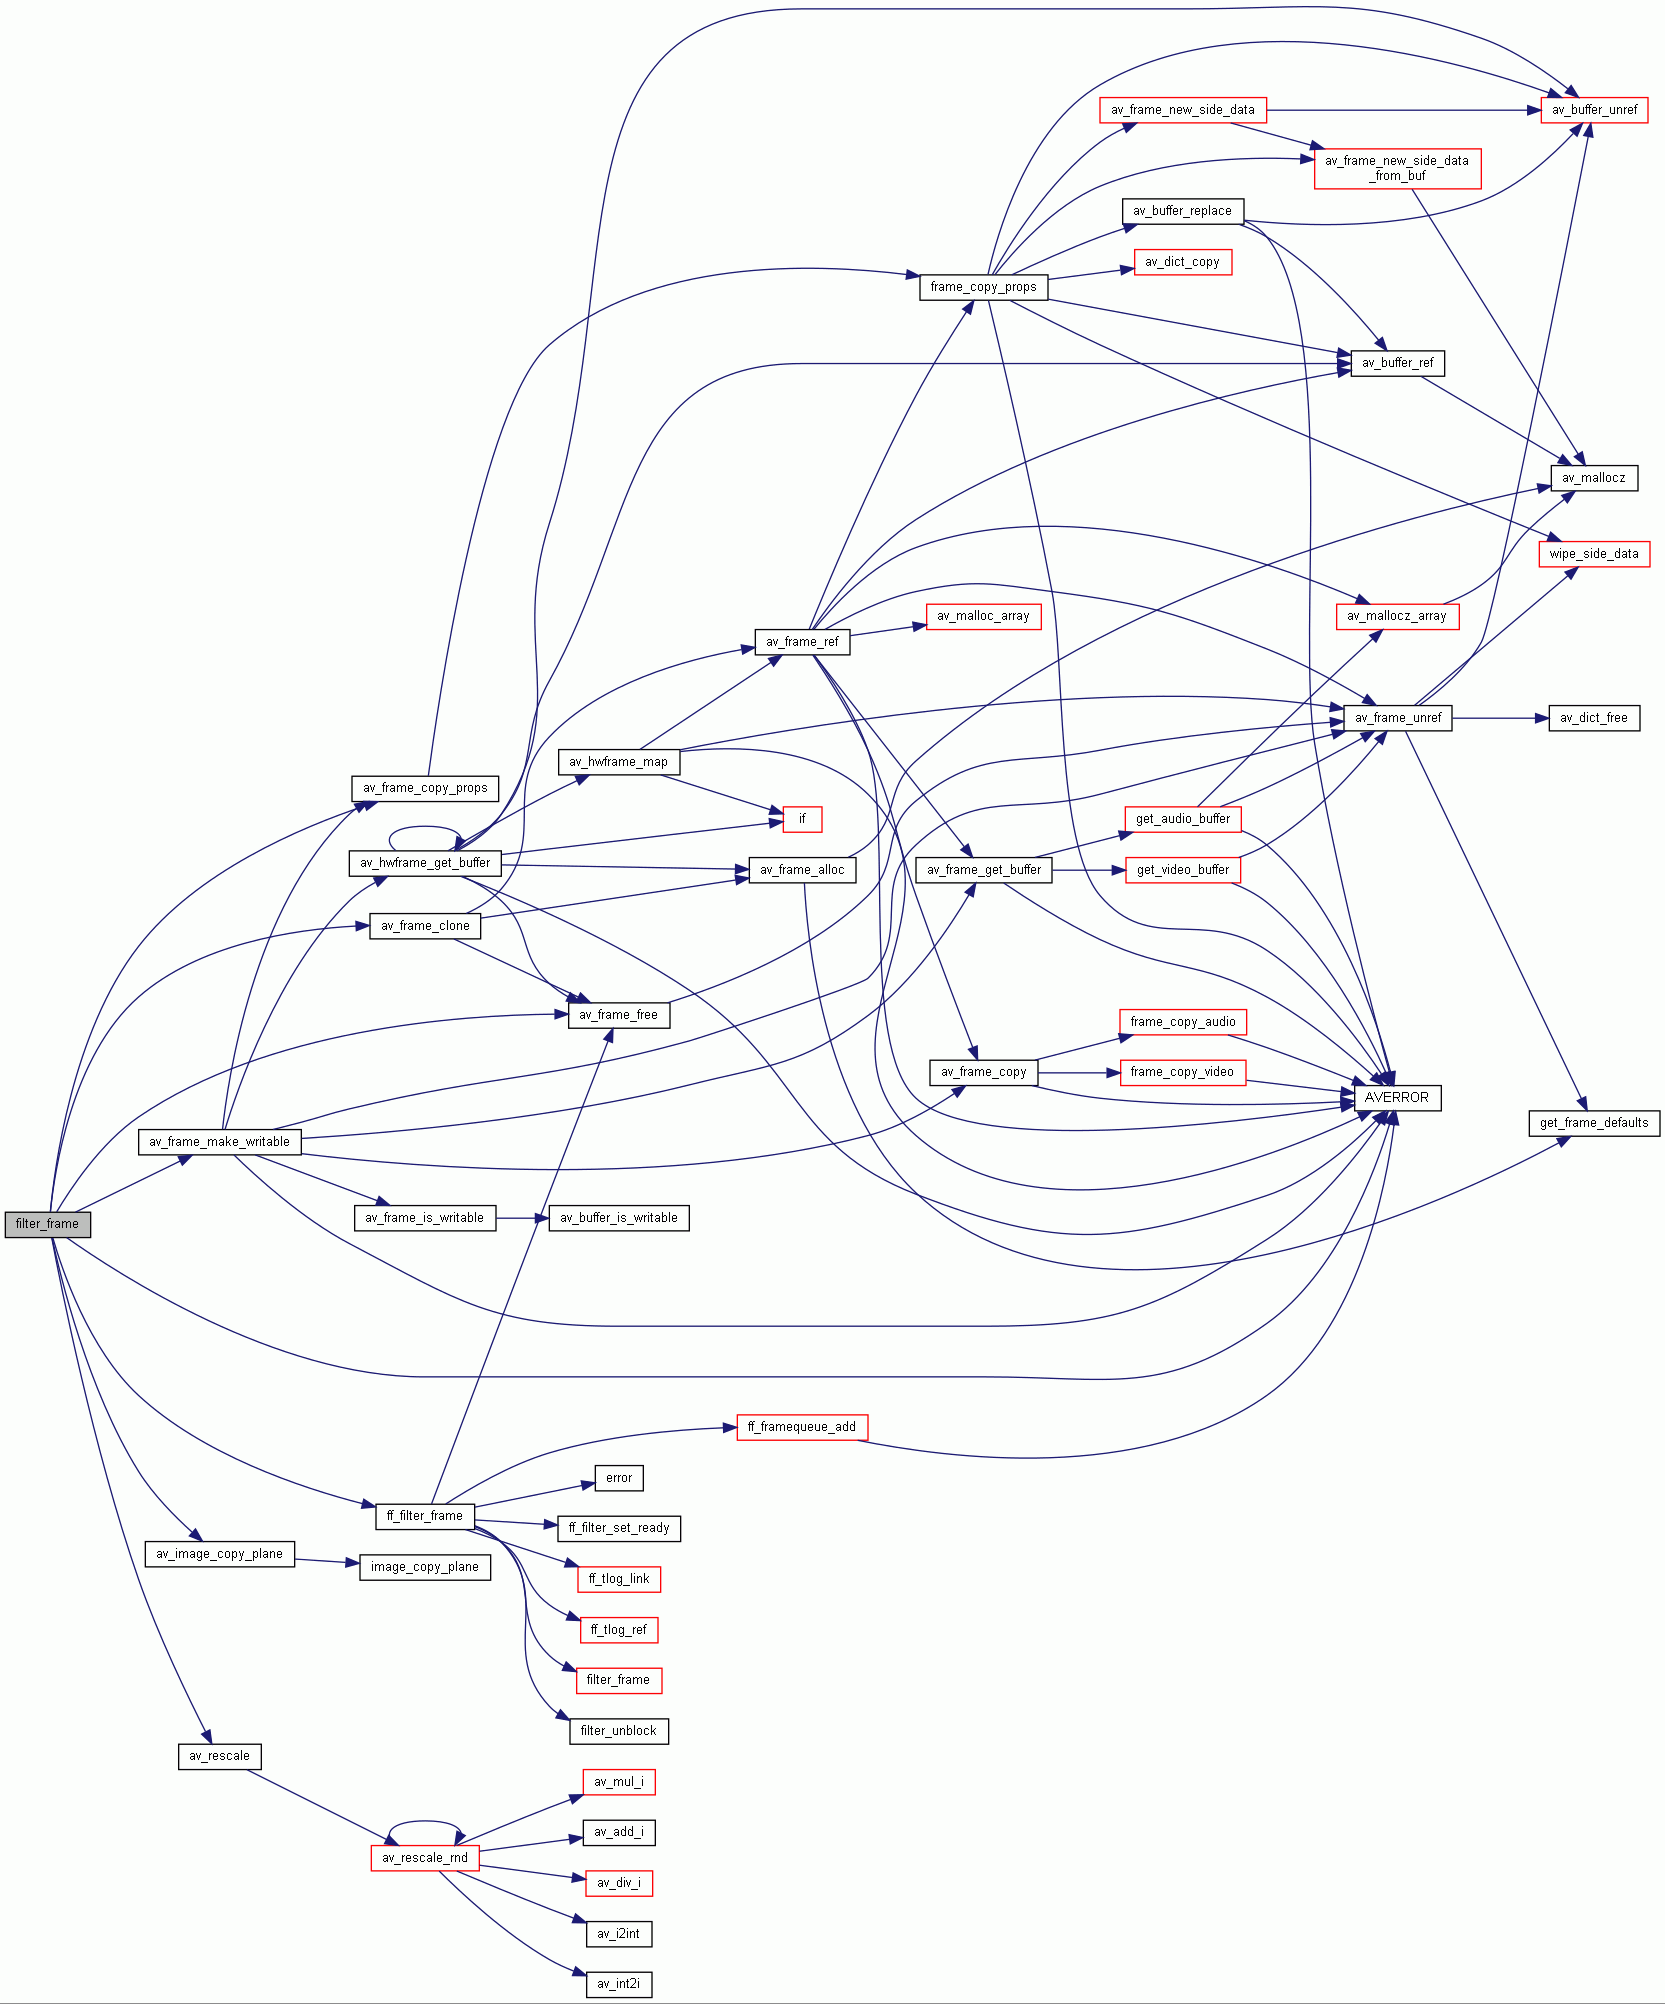 av_buffer_unref
av_frame_new_side_data
av_frame_new_side_data
_from_buf
av_buffer_replace
av_dict_copy
frame_copy_props
av_buffer_ref
av_mallocz
wipe_side_data
av_malloc_array
av_mallocz_array
av_frame_ref
av_frame_unref
av_dict_free
av_hwframe_map
av_frame_copy_props
if
get_audio_buffer
av_hwframe_get_buffer
av_frame_alloc
av_frame_get_buffer
get_video_buffer
av_frame_clone
av_frame_free
frame_copy_audio
av_frame_copy
frame_copy_video
AVERROR
get_frame_defaults
av_frame_make_writable
filter_frame
av_frame_is_writable
av_buffer_is_writable
ff_framequeue_add
error
ff_filter_frame
ff_filter_set_ready
av_image_copy_plane
image_copy_plane
ff_tlog_link
ff_tlog_ref
filter_frame
filter_unblock
av_rescale
av_mul_i
av_add_i
av_rescale_rnd
av_div_i
av_i2int
av_int2i